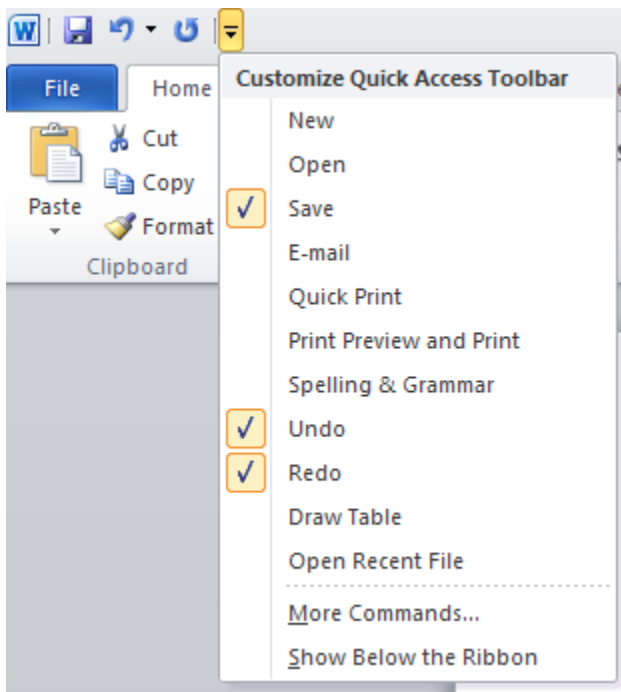 W
File
Home
Cut
Copy
Paste
Format
Clipboard
Customize Quick Access Toolbar
New
Open
Save
E-mail
Quick Print
Print Preview and Print
Spelling & Grammar
Undo
Redo
Draw Table
Open Recent File
More Commands...
Show Below the Ribbon